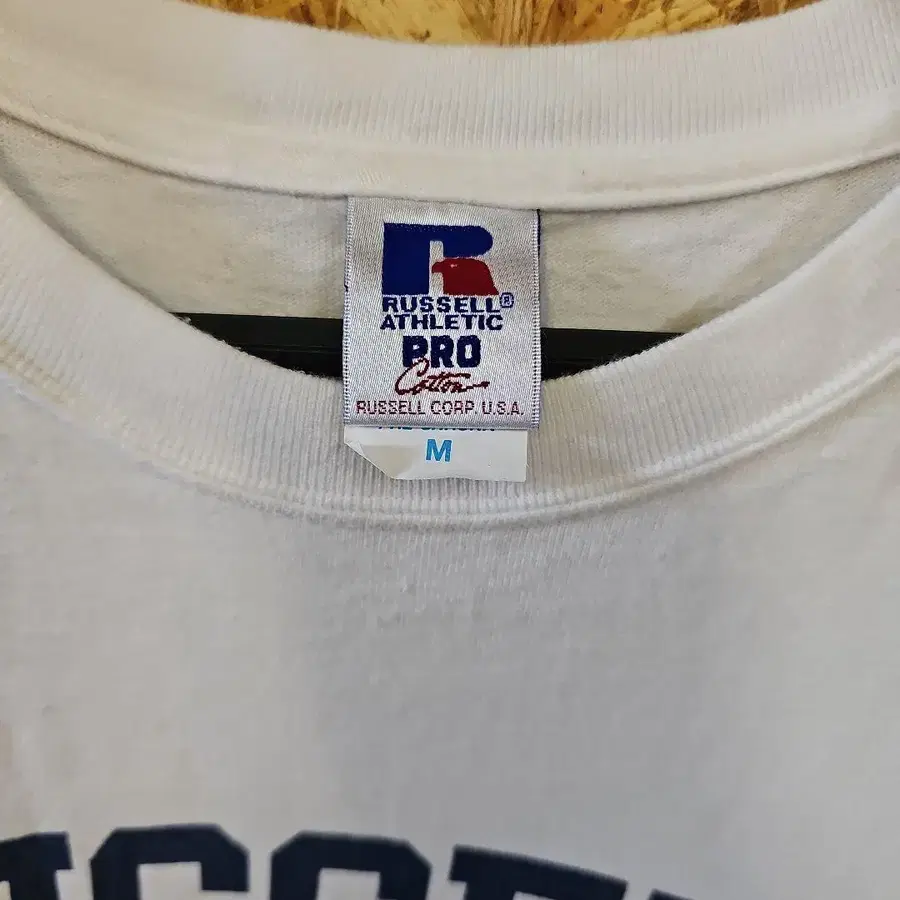 RUSSELL®
ATHLETIC
PRO
Cotton
RUSSELL CORP. U.S.A.
M